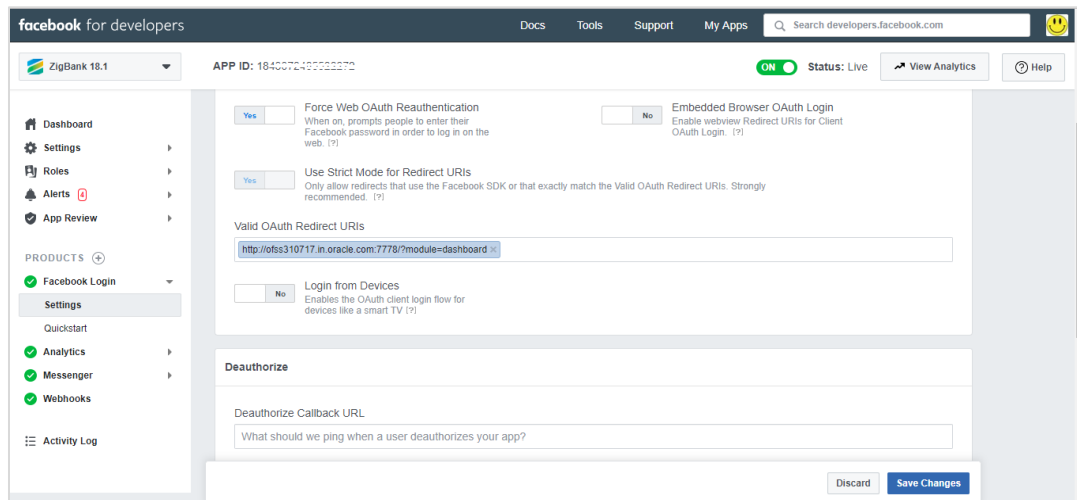 facebook for developers
Docs
Tools
Support
My Apps
Search developers.facebook.com
ZigBank 18.1
APP ID:
ON
Status: Live
View Analytics
Help
Dashboard
Settings
Roles
Alerts 4
App Review
PRODUCTS
Facebook Login
Settings
Quickstart
Analytics
Messenger
Webhooks
Activity Log
Yes
Force Web OAuth Reauthentication
When on, prompts people to enter their
Facebook password in order to log in on the
web. [?]
No
Embedded Browser OAuth Login
Enable webview Redirect URIs for Client
OAuth Login. [?]
Yes
Use Strict Mode for Redirect URIs
Only allow redirects that use the Facebook SDK or that exactly match the Valid OAuth Redirect URIs. Strongly
recommended. [?]
Valid OAuth Redirect URIs
http://ofss310717.in.oracle.com:7778/?module=dashboard ×
No
Login from Devices
Enables the OAuth client login flow for
devices like a smart TV [?]
Deauthorize
Deauthorize Callback URL
What should we ping when a user deauthorizes your app?
Discard
Save Changes